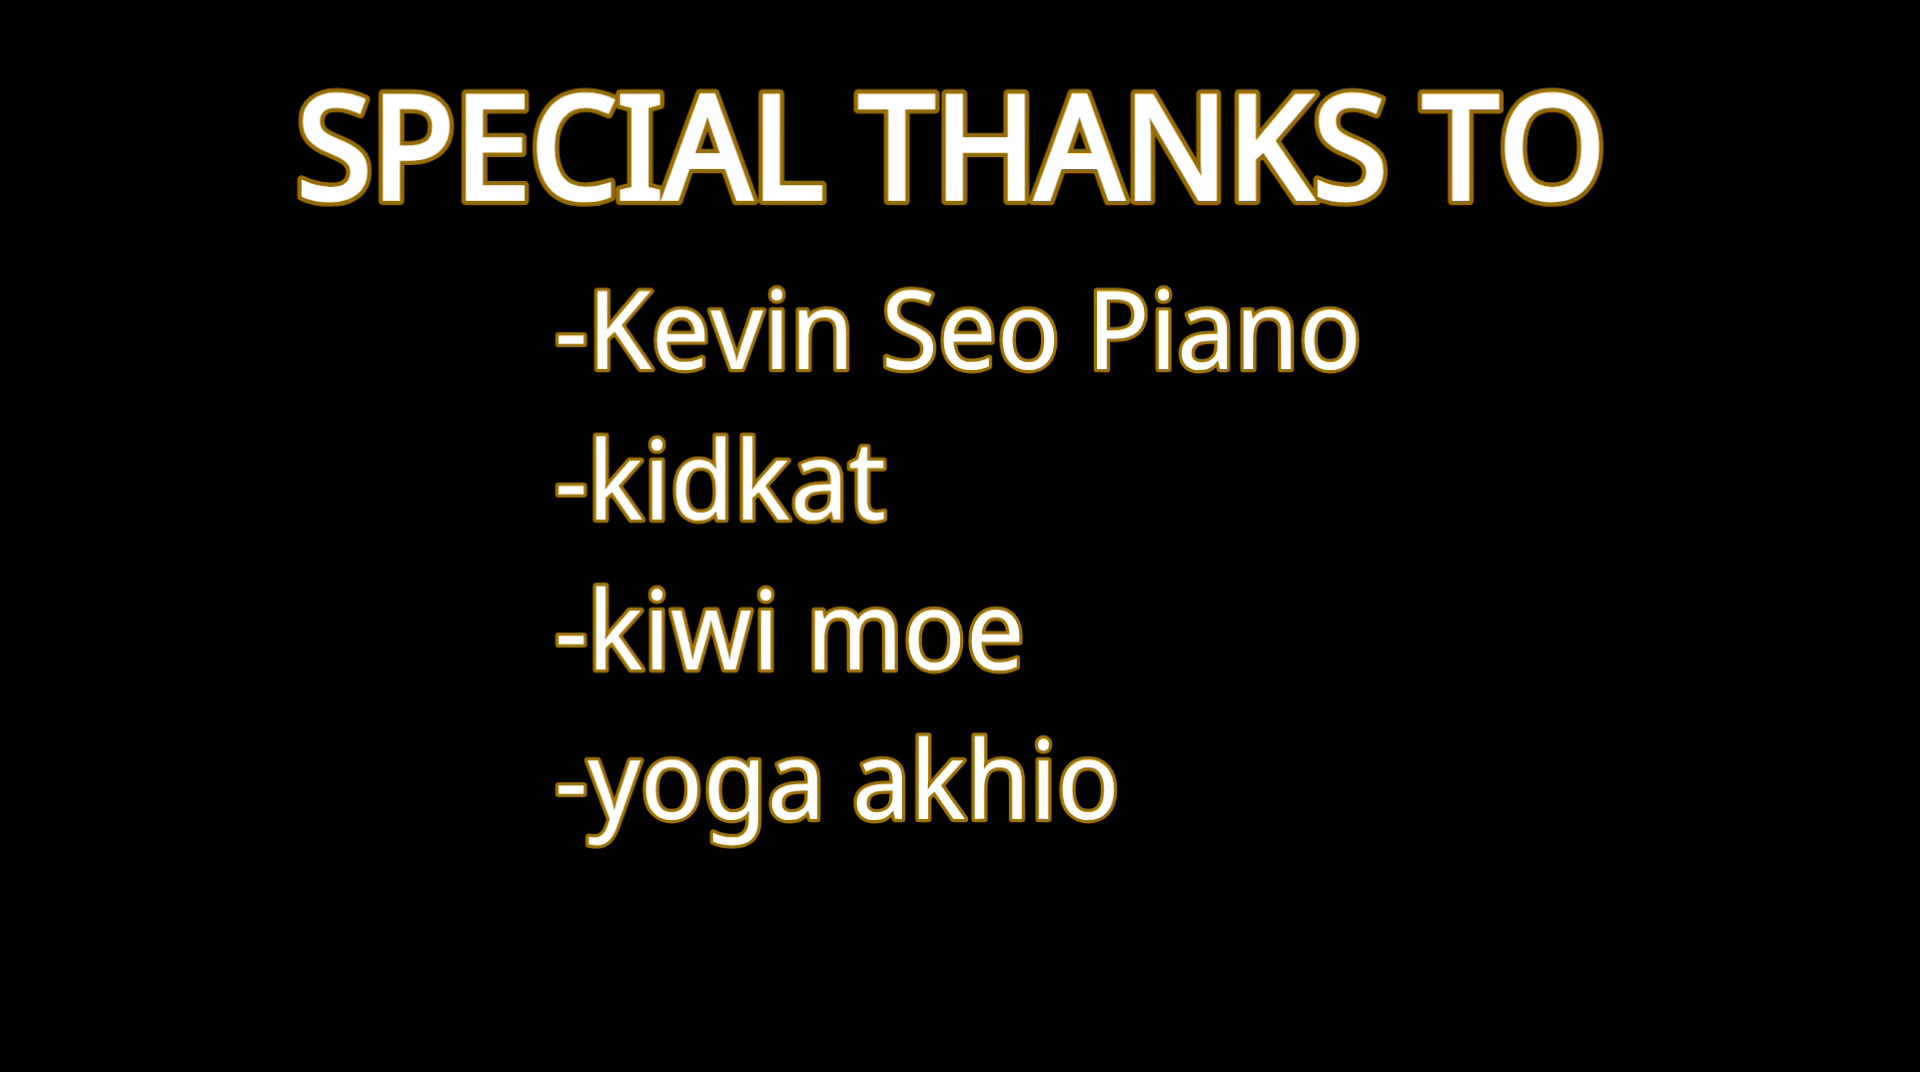 SPECIAL THANKS TO
-Kevin Seo Piano
-kidkat
-kiwi moe
-yoga akhio